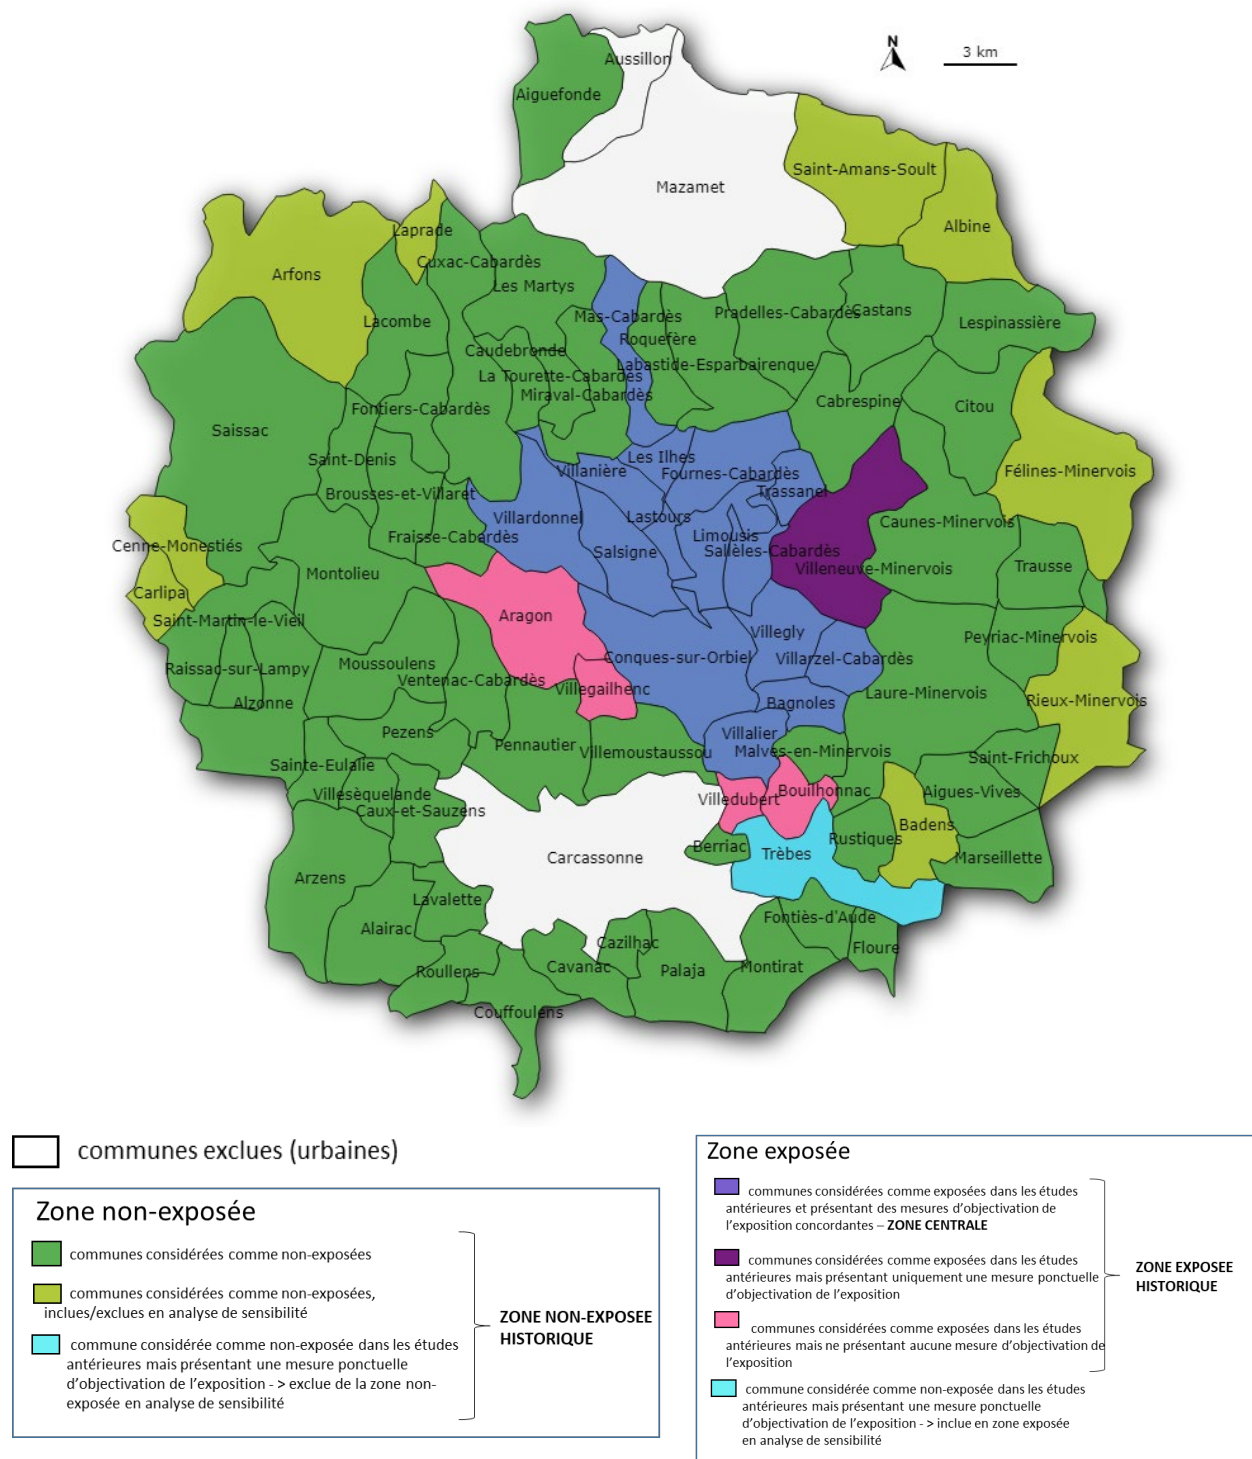 Aussillon
N
3 km
Aiguefonde
Saint-Amans-Soult
Mazamet
Albine
Laprade
Cuxac-Cabardès
Arfons
Les Martys
Mas-Cabardès
Pradelles-Cabardès
Castans
Lacombe
Lespinassière
Roquefère
Caudebronde
Labastide-Esparbairenque
La Tourette-Cabardès
Miraval-Cabardès
Cabrespine
Citou
Fontiers-Cabardès
Saissac
Saint-Denis
Les Ilhes
Villanière
Fournes-Cabardès
Félines-Minervois
Trassanel
Brousses-et-Villaret
Villardonnel
Lastours
Caunes-Minervois
Fraisse-Cabardès
Limousis
Cenne-Monestiés
Salsigne
Sallèles-Cabardès
Villeneuve-Minervois
Trausse
Montolieu
Carlipa
Saint-Martin-le-Vieil
Aragon
Villegly
Peyriac-Minervois
Conques-sur-Orbiel
Villarzel-Cabardès
Moussoulens
Raissac-sur-Lampy
Ventenac-Cabardès
Villegailhenc
Laure-Minervois
Alzonne
Bagnoles
Rieux-Minervois
Pezens
Villalier
Pennautier
Villemoustaussou
Malves-en-Minervois
Saint-Frichoux
Sainte-Eulalie
Villesèquelande
Bouilhonnac
Aigues-Vives
Villedubert
Caux-et-Sauzens
Badens
Rustiques
Berriac
Trèbes
Carcassonne
Marseillette
Arzens
Lavalette
Fontiès-d'Aude
Alairac
Cazilhac
Floure
Cavanac
Palaja
Montirat
Roullens
Couffoulens
communes exclues (urbaines)
Zone non-exposée
communes considérées comme non-exposées
communes considérées comme non-exposées,
inclues/exclues en analyse de sensibilité
commune considérée comme non-exposée dans les études
antérieures mais présentant une mesure ponctuelle
d'objectivation de l'exposition - > exclue de la zone non-
exposée en analyse de sensibilité
ZONE NON-EXPOSEE
HISTORIQUE
Zone exposée
communes considérées comme exposées dans les études
antérieures et présentant des mesures d'objectivation de
l'exposition concordantes – ZONE CENTRALE
communes considérées comme exposées dans les études
antérieures mais présentant uniquement une mesure ponctuelle
d'objectivation de l'exposition
communes considérées comme exposées dans les études
antérieures mais ne présentant aucune mesure d'objectivation de
l'exposition
ZONE EXPOSEE
HISTORIQUE
commune considérée comme non-exposée dans les études
antérieures mais présentant une mesure ponctuelle
d'objectivation de l'exposition - > inclue en zone exposée
en analyse de sensibilité